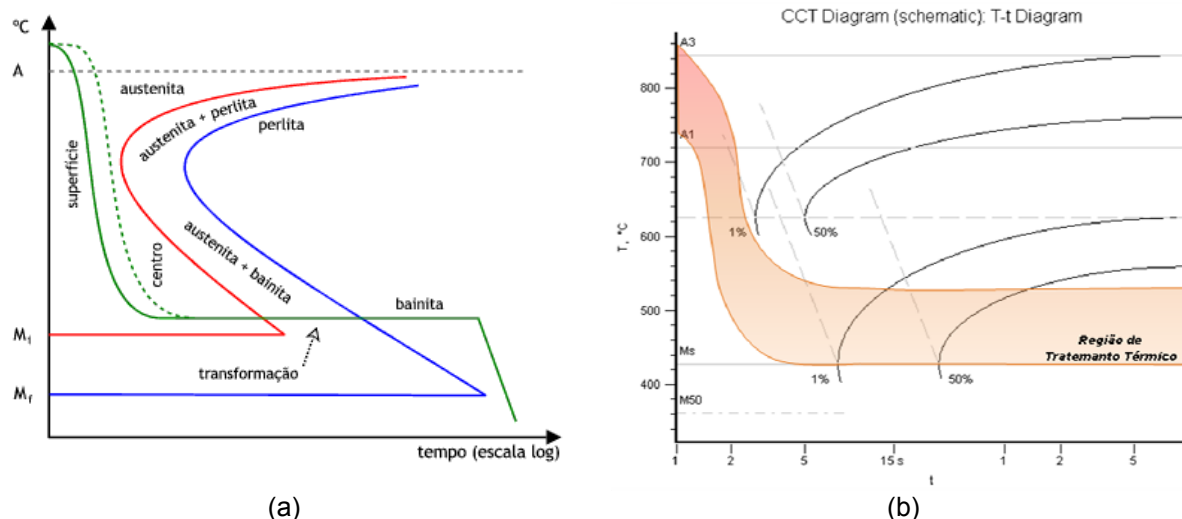 ºC
A
austenita
austenita + perlita
perlita
superfície
centro
austenita + bainita
bainita
Mi
transformação
Mf
tempo (escala log)
(a)
CCT Diagram (schematic): T-t Diagram
A3
800
A1
700
T, °C
600
1%
50%
500
Região de
Tratemanto Térmico
Ms
1%
50%
400
M50
1 2 5 15 s 1 2 5
t
(b)